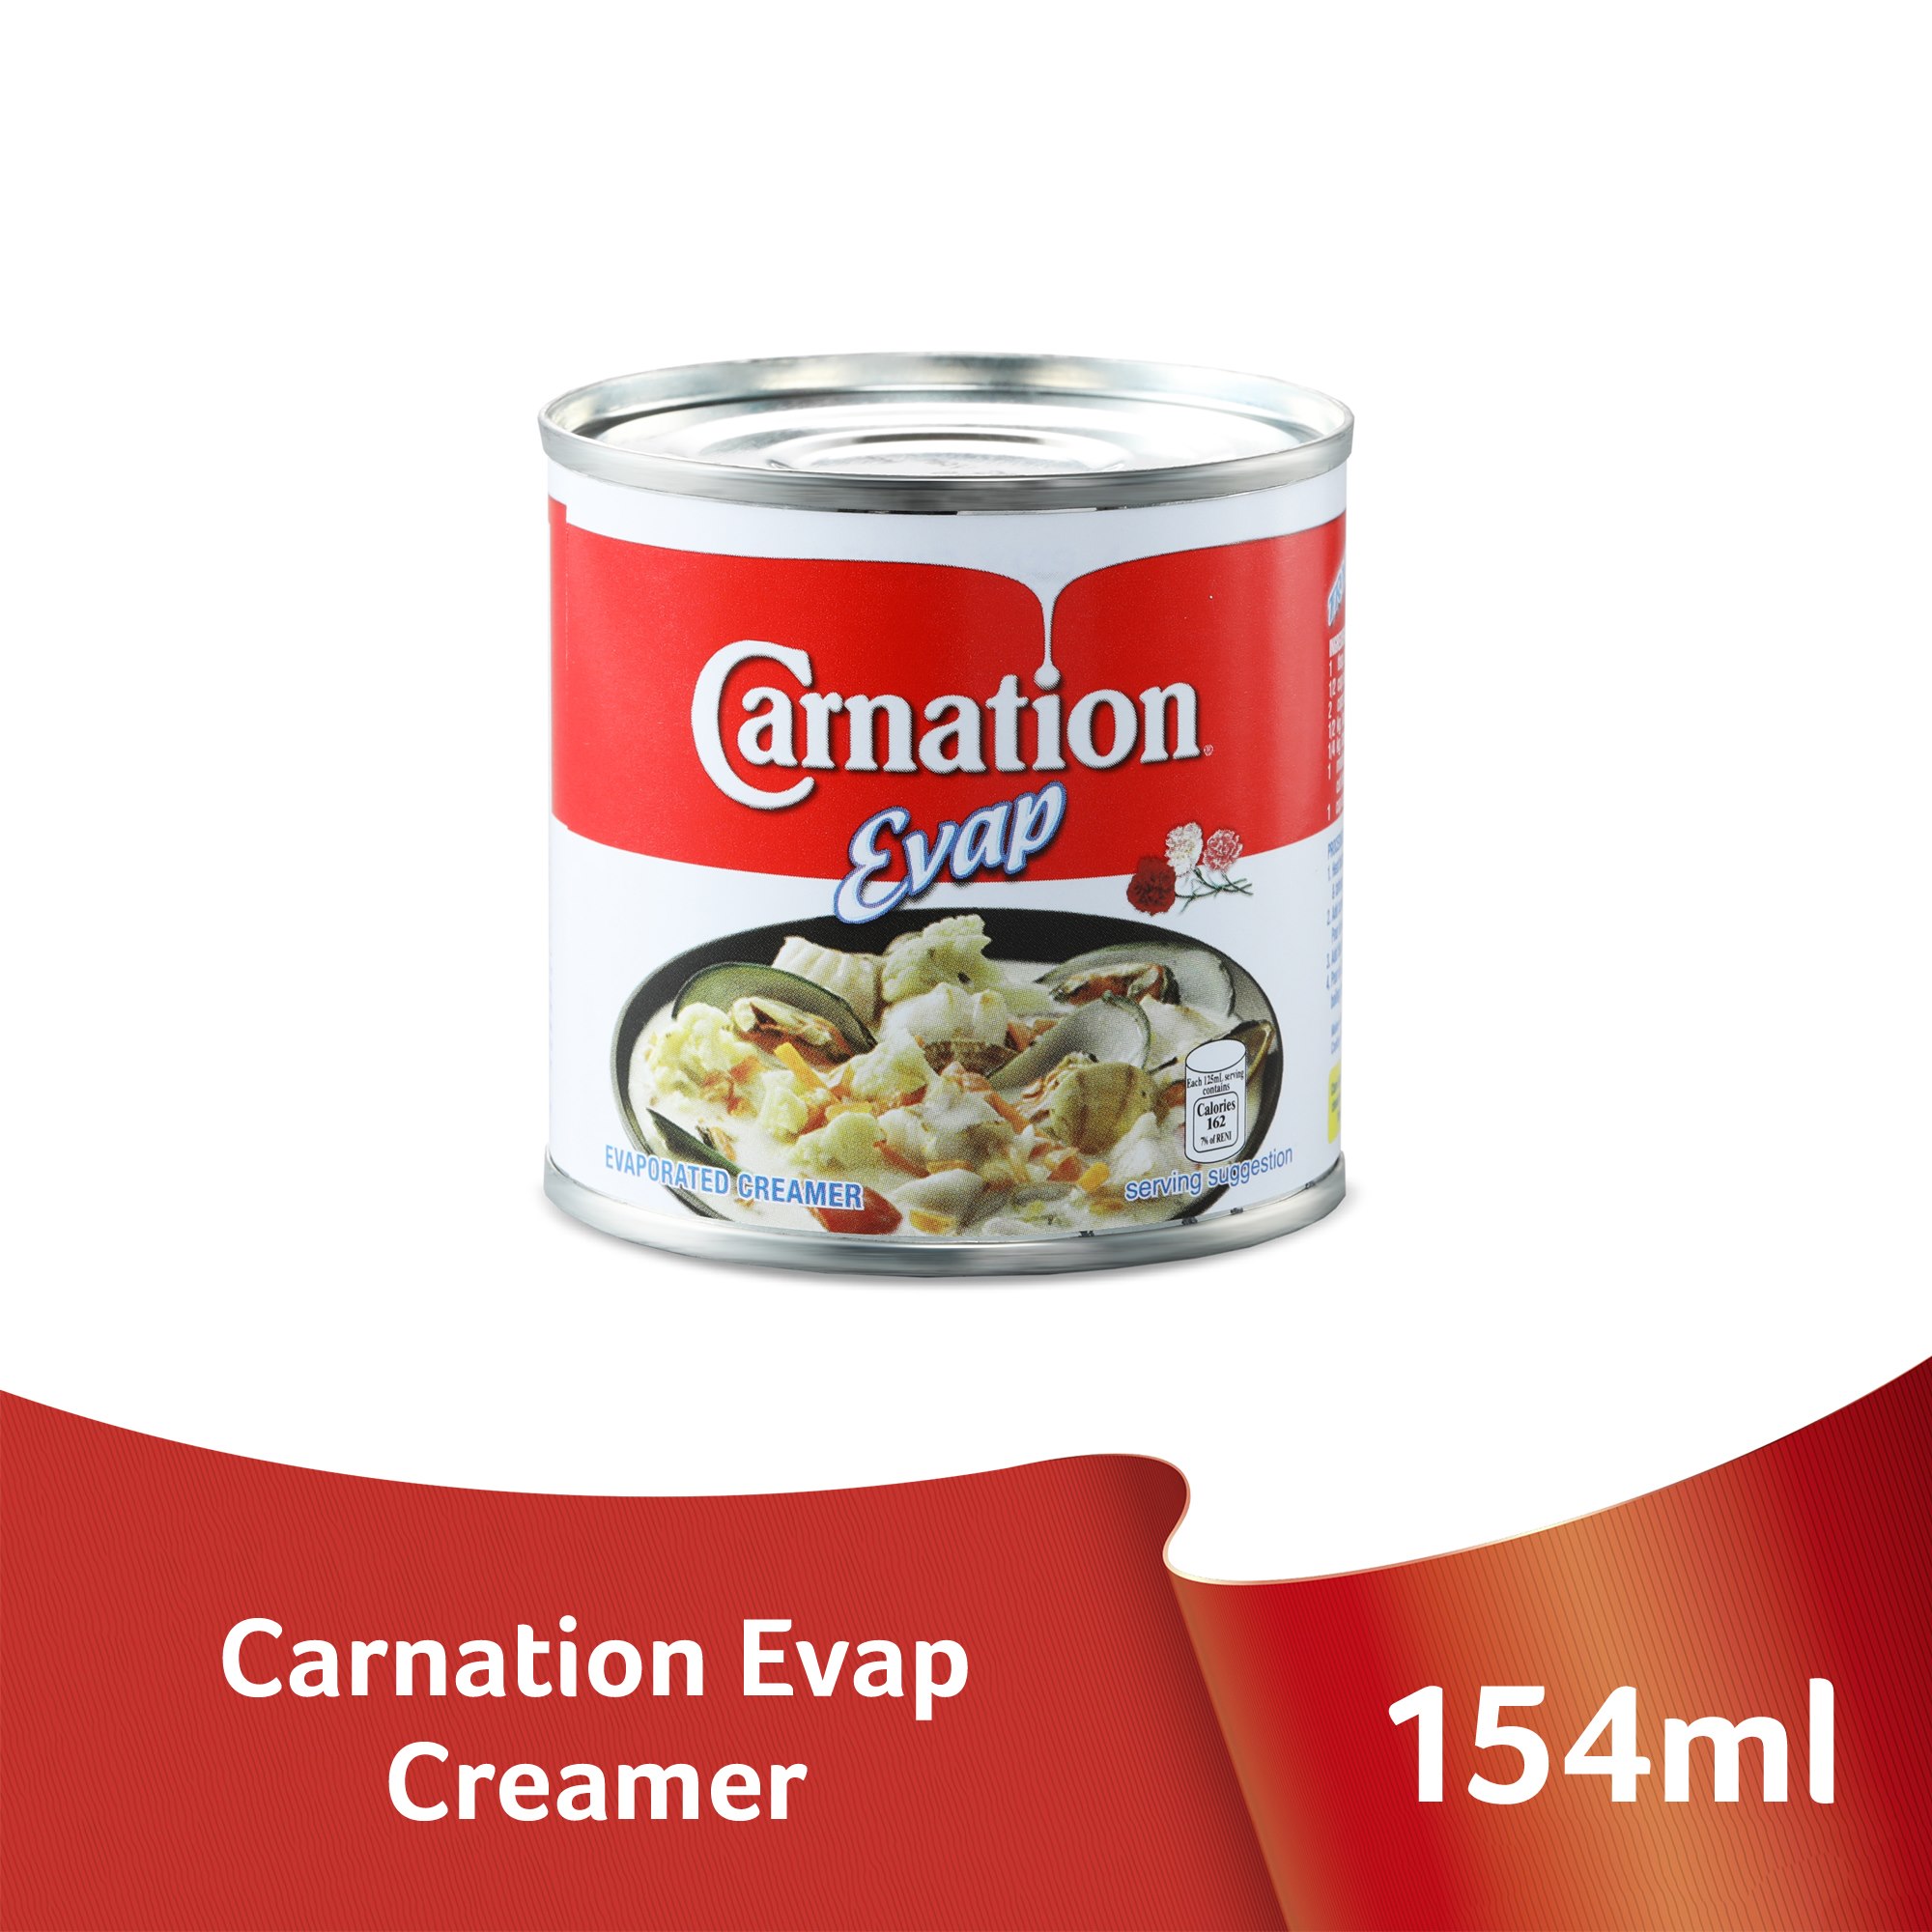 Carnation®
Evap
Each 125mL serving
contains
Calories
162
7% of RENI
EVAPORATED CREAMER
serving suggestion
Carnation Evap
Creamer
154ml